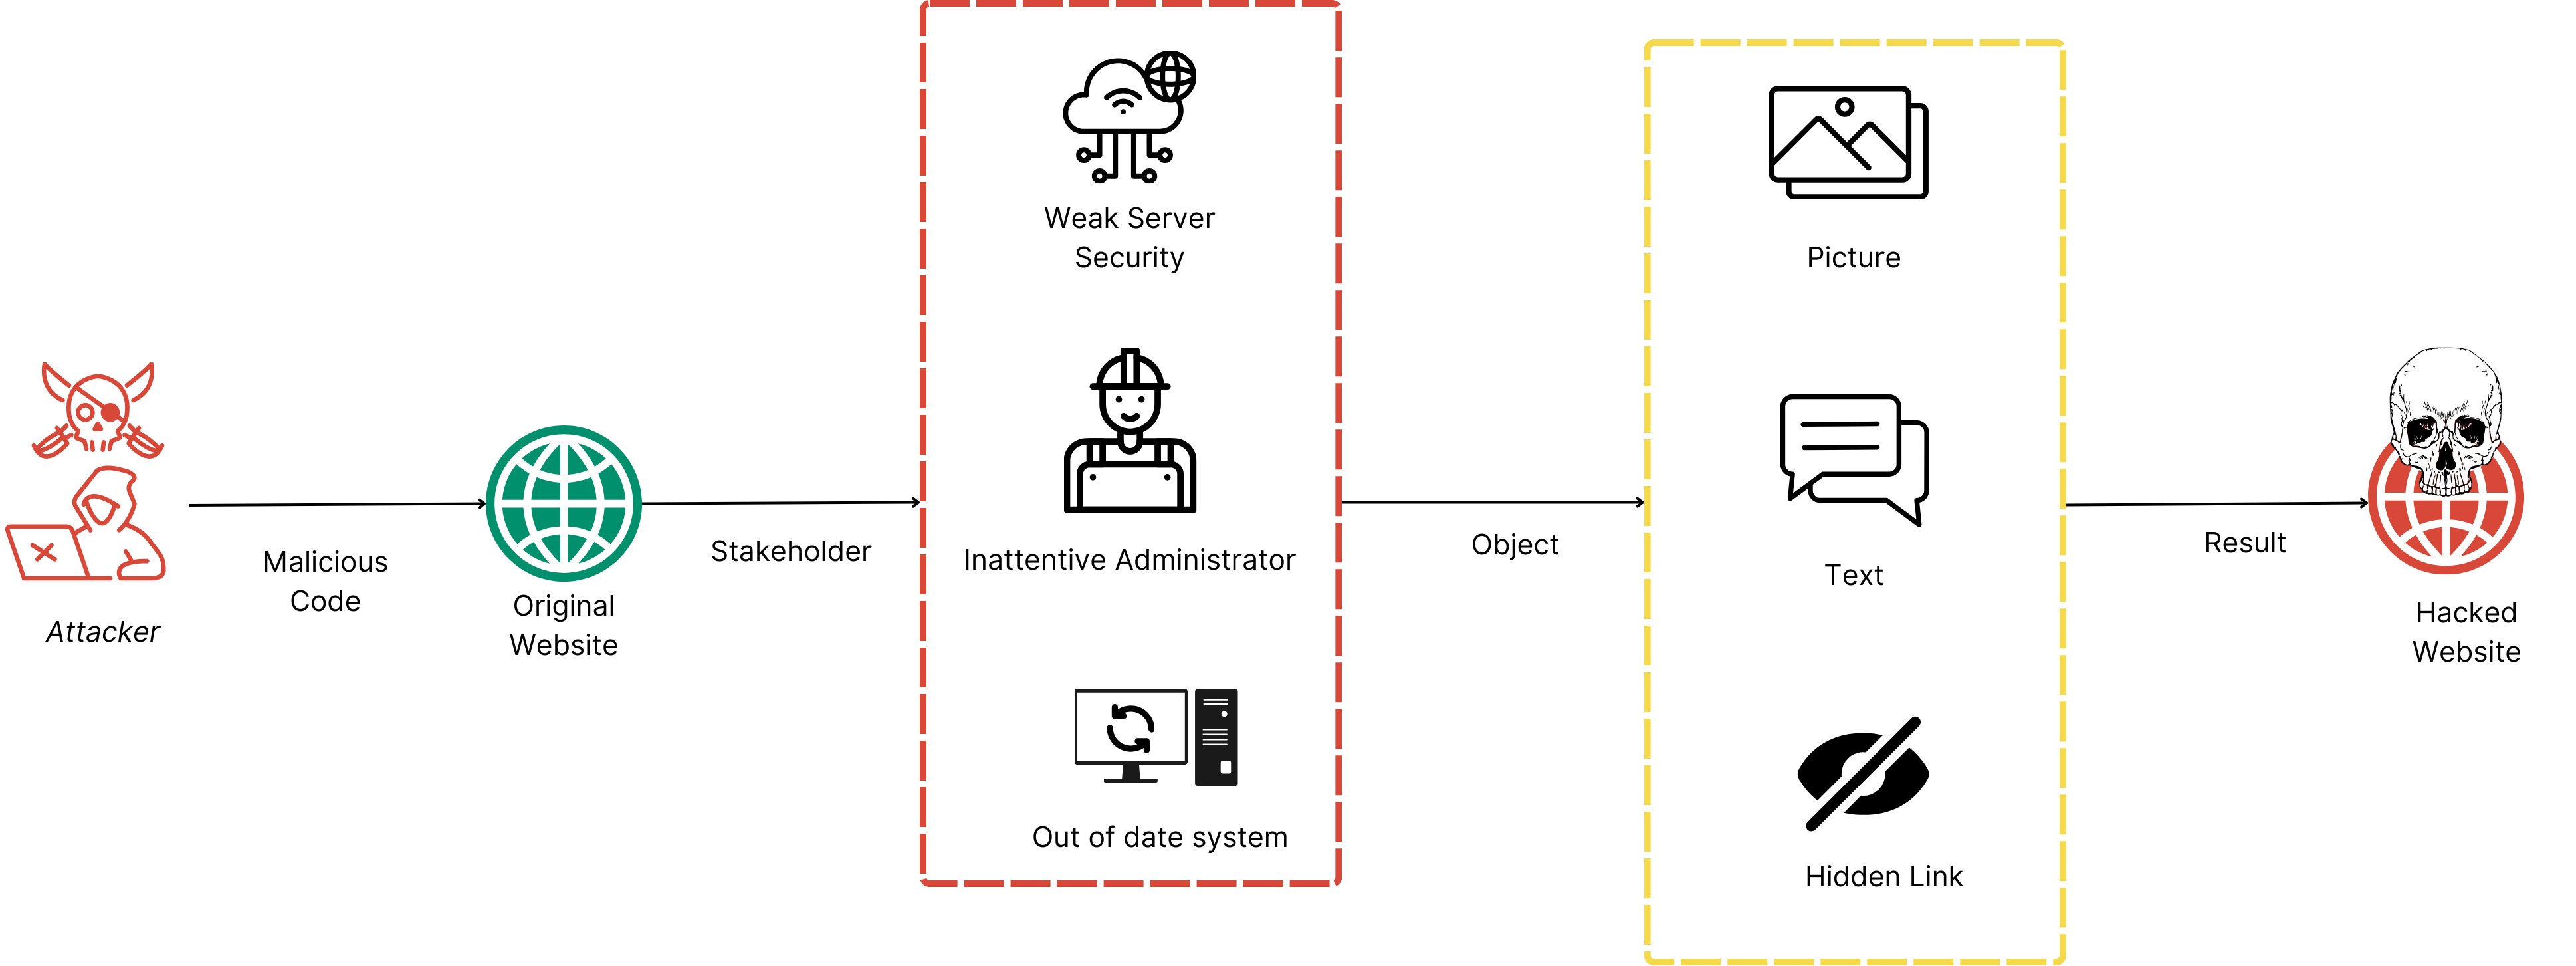 Attacker
Malicious
Code
Original
Website
Stakeholder
Weak Server
Security
Inattentive Administrator
Out of date system
Object
Picture
Text
Hidden Link
Result
Hacked
Website